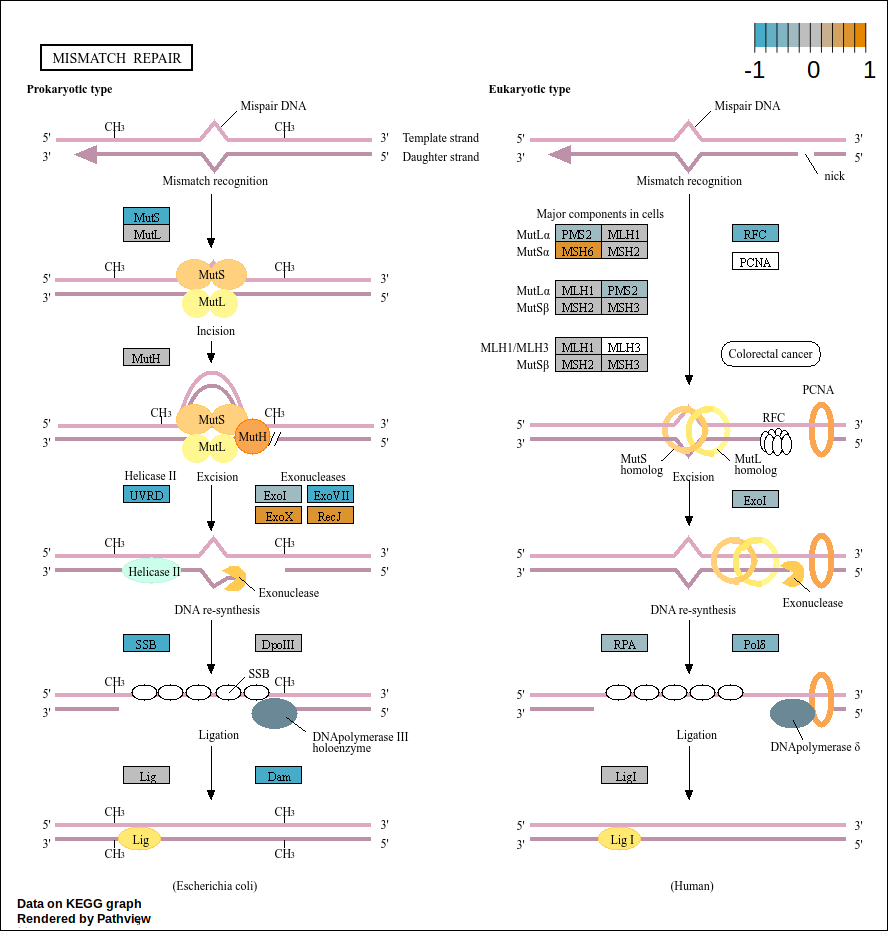 MISMATCH REPAIR
-1 0 1
Prokaryotic type
Mispair DNA
CH3 CH3
5' 3' Template strand
3' 5' Daughter strand
Mismatch recognition
MutS
MutL
CH3 CH3
5' 3'
3' 5'
MutS
MutL
Incision
MutH
CH3 CH3
5' 3'
3' 5'
MutS
MutL
MutH
Helicase II Excision Exonucleases
UVRD ExoI ExoVII
ExoX RecJ
CH3 CH3
5' 3'
3' 5'
Helicase II
Exonuclease
DNA re-synthesis
SSB DpoIII
SSB
CH3 CH3
5' 3'
3' 5'
DNApolymerase III
holoenzyme
Ligation
Lig Dam
CH3 CH3
5' 3'
3' 5'
Lig
CH3 CH3
(Escherichia coli)
Eukaryotic type
Mispair DNA
5' 3'
3' 5'
nick
Mismatch recognition
Major components in cells
MutLα PMS2 MLH1 RFC
MutSα MSH6 MSH2
PCNA
MutLα MLH1 PMS2
MutSβ MSH2 MSH3
MLH1/MLH3 MLH1 MLH3
MutSβ MSH2 MSH3
Colorectal cancer
PCNA
RFC
5' 3'
3' 5'
MutS
homolog
MutL
homolog
Excision
ExoI
5' 3'
3' 5'
Exonuclease
DNA re-synthesis
RPA Polδ
5' 3'
3' 5'
DNApolymerase δ
Ligation
LigI
5' 3'
3' 5'
Lig I
(Human)
Data on KEGG graph
Rendered by Pathview